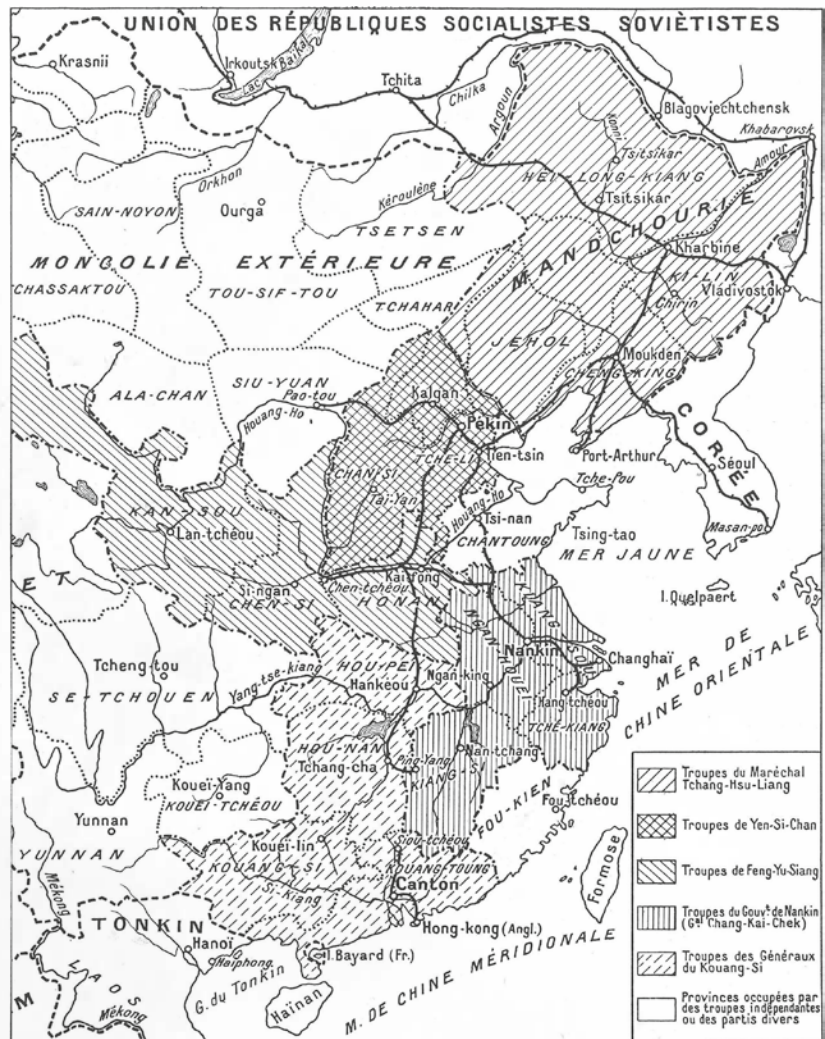 UNION DES RÉPUBLIQUES SOCIALISTES SOVIÈTISTES
Krasnii
Irkoutsk
Lac Baïkal
Tchita
Chilka
Argoun
Blagoviechtchensk
Khabarovsk
Amour
Nonni
Tsitsikar
HEI-LONG-KIANG
Tsitsikar
Orkhon
Ourga
Kéroulène
SAIN-NOYON
TSETSEN
MANDCHOURIE
Kharbine
MONGOLIE EXTÉRIEURE
KI-LIN
TCHASSAKTOU
TOU-SIF-TOU
TCHAHAR
Vladivostok
Chirin
JEHOL
Moukden
CHENG-KING
SIU-YUAN
ALA-CHAN
Pao-tou
Kalgan
Houang-Ho
Pékin
CORÉE
TCHE-LI
Tien-tsin
Port-Arthur
Séoul
CHAN-SI
Tai-Yan
Tche-Fou
KAN-SOU
Houang-Ho
Tsi-nan
Masan-po
Lan-tchéou
CHANTOUNG
Tsing-tao
MER JAUNE
Si-ngan
Kai-fong
Chen-tchéou
CHEN-SI
HONAN
I. Quelpaert
ET
KIANG-SOU
NGAN-HOUEI
Nankin
Changhaï
MER DE
CHINE ORIENTALE
Tcheng-tou
HOU-PEI
SE-TCHOUEN
Yang-tse-kiang
Hankeou
Ngan-king
Hang-tchéou
TCHÉ-KIANG
HOU-NAN
Tchang-cha
Ping-Yang
Nan-tchang
KIANG-SI
Kouei-Yang
KOUEÏ-TCHÉOU
FOU-KIEN
Fou-tchéou
Yunnan
YUNNAN
Koueï-lin
Siou-tchéou
KOUANG-SI
KOUANG-TOUNG
Si-Kiang
Canton
Formose
Mékong
TONKIN
Hanoï
Haïphong
Hong-kong (Angl.)
I. Bayard (Fr.)
G. du Tonkin
LAOS
M
Mékong
Haïnan
M. DE CHINE MÉRIDIONALE
Troupes du Maréchal
Tchang-Hsu-Liang
Troupes de Yen-Si-Chan
Troupes de Feng-Yu-Siang
Troupes du Gouvt. de Nankin
(Gal Chang-Kai-Chek)
Troupes des Généraux
du Kouang-Si
Provinces occupées par
des troupes indépendantes
ou des partis divers